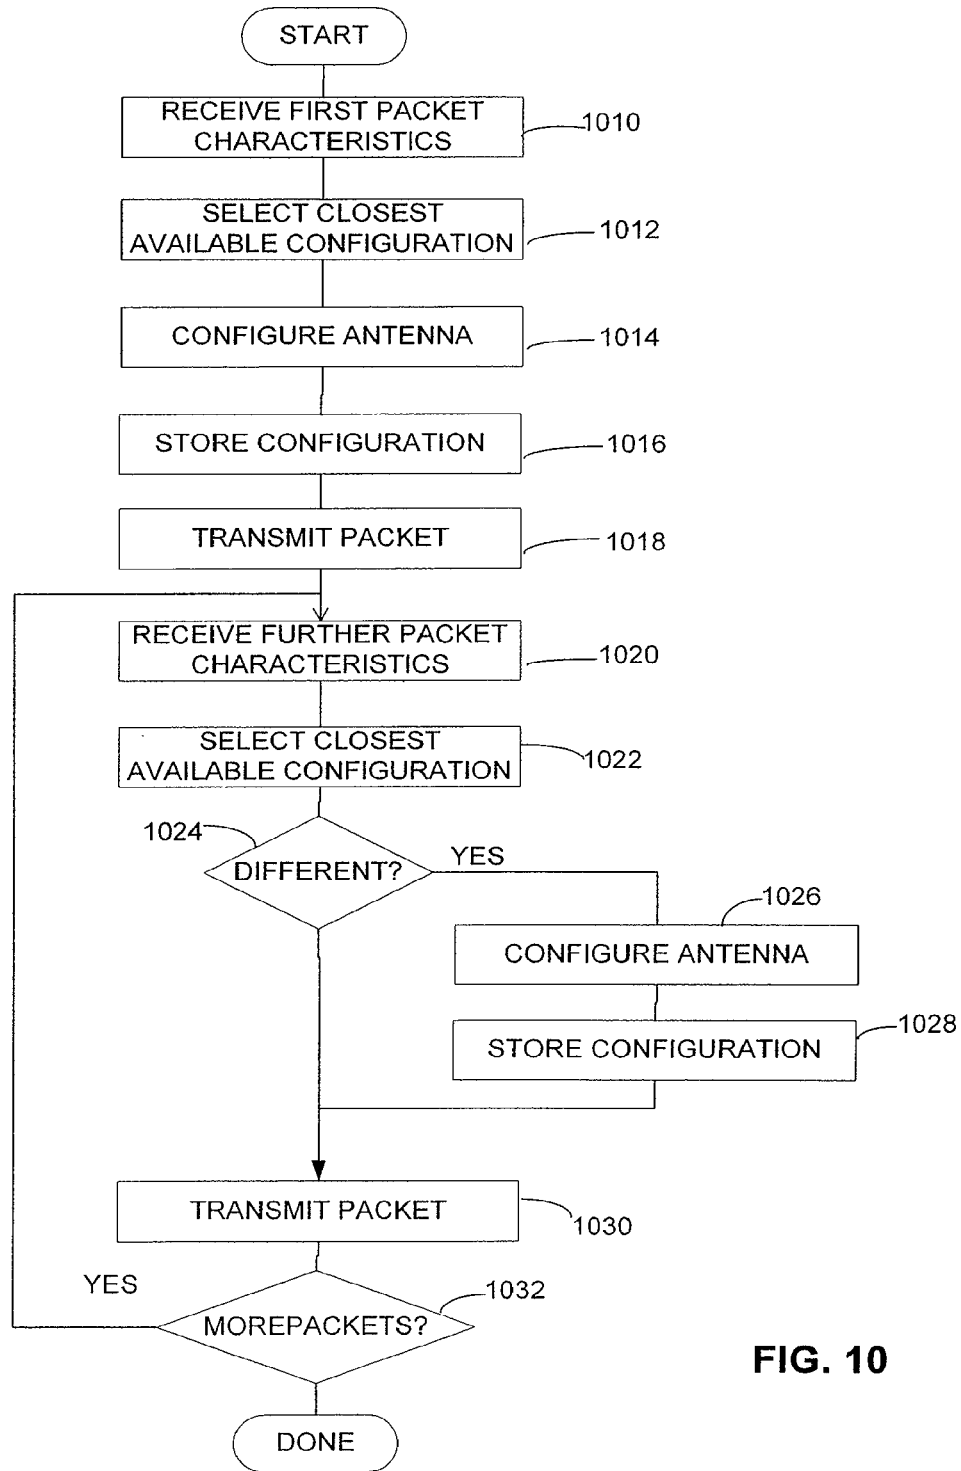 START
RECEIVE FIRST PACKET
CHARACTERISTICS
1010
SELECT CLOSEST
AVAILABLE CONFIGURATION
1012
CONFIGURE ANTENNA
1014
STORE CONFIGURATION
1016
TRANSMIT PACKET
1018
RECEIVE FURTHER PACKET
CHARACTERISTICS
1020
SELECT CLOSEST
AVAILABLE CONFIGURATION
1022
1024
DIFFERENT?
YES
1026
CONFIGURE ANTENNA
1028
STORE CONFIGURATION
TRANSMIT PACKET
1030
YES
1032
MOREPACKETS?
FIG. 10
DONE